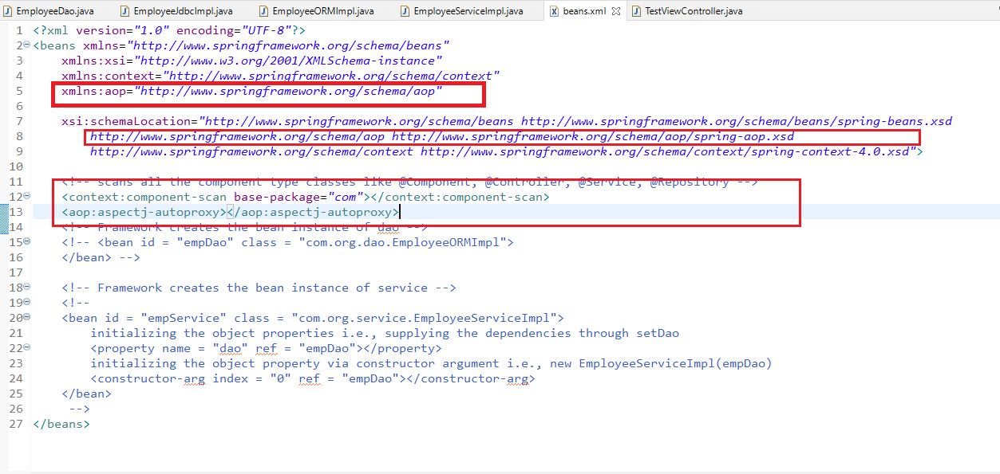 EmployeeDao.java EmployeeJdbcImpl.java EmployeeORMImpl.java EmployeeServiceImpl.java beans.xml TestViewController.java
1 <?xml version="1.0" encoding="UTF-8"?>
2 <beans xmlns="http://www.springframework.org/schema/beans"
3 xmlns:xsi="http://www.w3.org/2001/XMLSchema-instance"
4 xmlns:context="http://www.springframework.org/schema/context"
5 xmlns:aop="http://www.springframework.org/schema/aop"
6
7 xsi:schemaLocation="http://www.springframework.org/schema/beans http://www.springframework.org/schema/beans/spring-beans.xsd
8 http://www.springframework.org/schema/aop http://www.springframework.org/schema/aop/spring-aop.xsd
9 http://www.springframework.org/schema/context http://www.springframework.org/schema/context/spring-context-4.0.xsd">
10
11 <!-- scans all the component type classes like @Component, @Controller, @Service, @Repository -->
12 <context:component-scan base-package="com"></context:component-scan>
13 <aop:aspectj-autoproxy></aop:aspectj-autoproxy>
14 <!-- Framework creates the bean instance of dao -->
15 <!-- <bean id = "empDao" class = "com.org.dao.EmployeeORMImpl">
16 </bean> -->
17
18 <!-- Framework creates the bean instance of service -->
19 <!--
20 <bean id = "empService" class = "com.org.service.EmployeeServiceImpl">
21 initializing the object properties i.e., supplying the dependencies through setDao
22 <property name = "dao" ref = "empDao"></property>
23 initializing the object property via constructor argument i.e., new EmployeeServiceImpl(empDao)
24 <constructor-arg index = "0" ref = "empDao"></constructor-arg>
25 </bean>
26 -->
27 </beans>